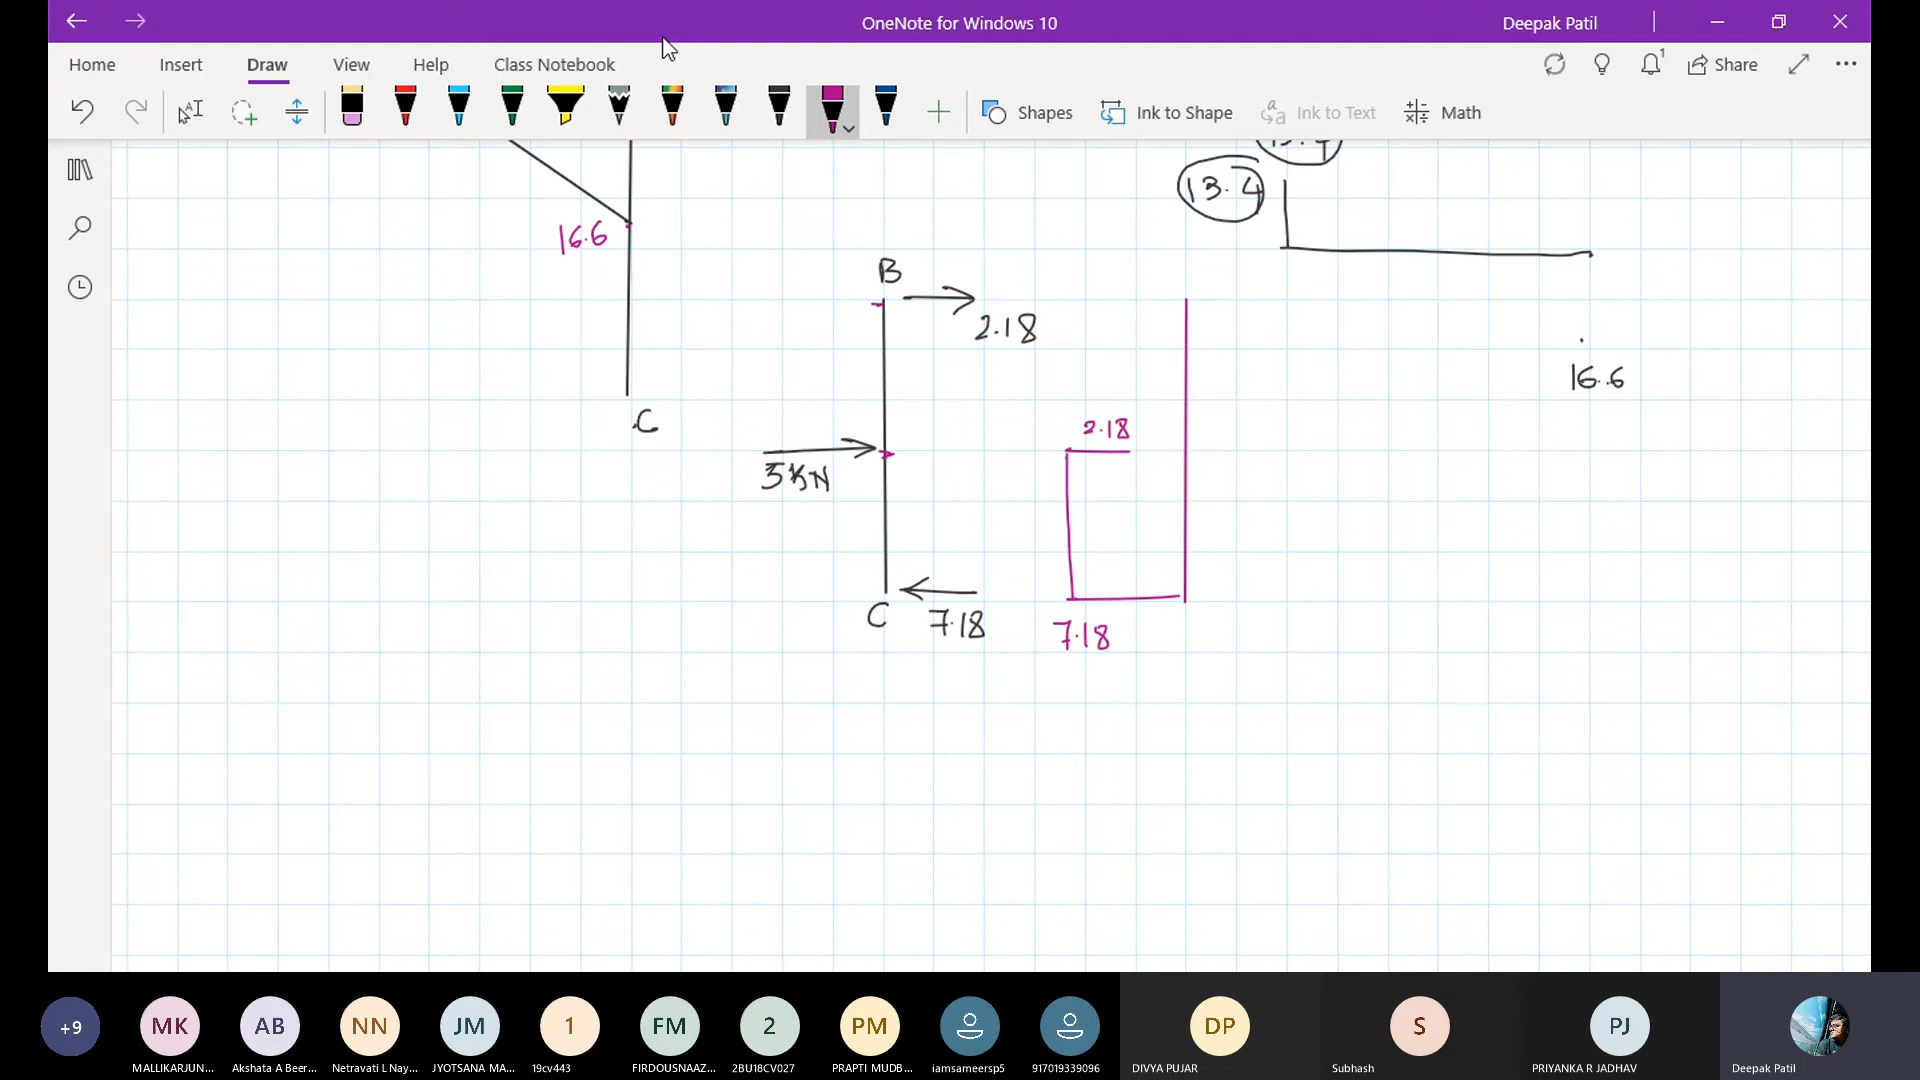 OneNote for Windows 10
Deepak Patil
Home Insert Draw View Help Class Notebook
1
Share
Shapes
Ink to Shape
Ink to Text
Math
13.4
16.6
B
2.18
16.6
C
2.18
5KN
C
7.18
7.18
+9
MK
AB
NN
JM
1
FM
2
PM
DP
S
PJ
MALLIKARJUN...
Akshata A Beer...
Netravati L Nay...
JYOTSANA MA...
19cv443
FIRDOUSNAAZ...
2BU18CV027
PRAPTI MUDB...
iamsameersp5
917019339096
DIVYA PUJAR
Subhash
PRIYANKA R JADHAV
Deepak Patil